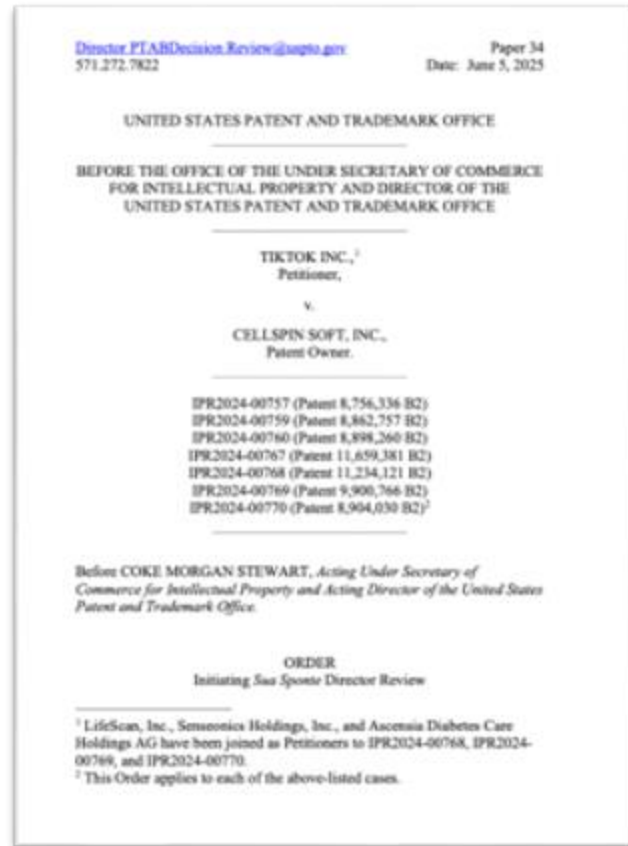 Director PTABDecision Review@uspto.gov Paper 34
571.272.7822 Date: June 5, 2025
UNITED STATES PATENT AND TRADEMARK OFFICE
BEFORE THE OFFICE OF THE UNDER SECRETARY OF COMMERCE
FOR INTELLECTUAL PROPERTY AND DIRECTOR OF THE
UNITED STATES PATENT AND TRADEMARK OFFICE
TIKTOK INC.,1
Petitioner,
v.
CELLSPIN SOFT, INC.,
Patent Owner.
IPR2024-00757 (Patent 8,756,336 B2)
IPR2024-00759 (Patent 8,862,757 B2)
IPR2024-00760 (Patent 8,898,260 B2)
IPR2024-00767 (Patent 11,659,381 B2)
IPR2024-00768 (Patent 11,234,121 B2)
IPR2024-00769 (Patent 9,900,766 B2)
IPR2024-00770 (Patent 8,904,030 B2)2
Before COKE MORGAN STEWART, Acting Under Secretary of
Commerce for Intellectual Property and Acting Director of the United States
Patent and Trademark Office.
ORDER
Initiating Sua Sponte Director Review
1 LifeScan, Inc., Senseonics Holdings, Inc., and Ascensia Diabetes Care
Holdings AG have been joined as Petitioners to IPR2024-00768, IPR2024-
00769, and IPR2024-00770.
2 This Order applies to each of the above-listed cases.